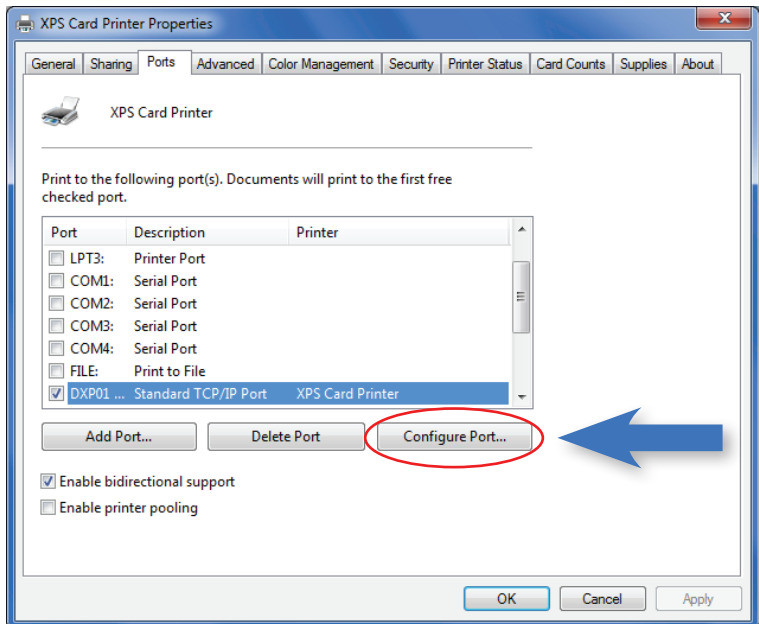 XPS Card Printer Properties
General Sharing Ports Advanced Color Management Security Printer Status Card Counts Supplies About
XPS Card Printer
Print to the following port(s). Documents will print to the first free
checked port.
Port Description Printer
LPT3: Printer Port
COM1: Serial Port
COM2: Serial Port
COM3: Serial Port
COM4: Serial Port
FILE: Print to File
DXP01 ... Standard TCP/IP Port XPS Card Printer
Add Port... Delete Port Configure Port...
Enable bidirectional support
Enable printer pooling
OK Cancel Apply